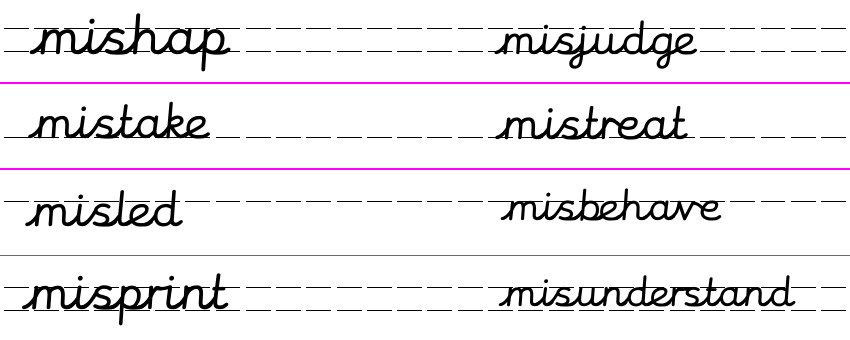 mishap misjudge
mistake mistreat
misled misbehave
misprint misunderstand